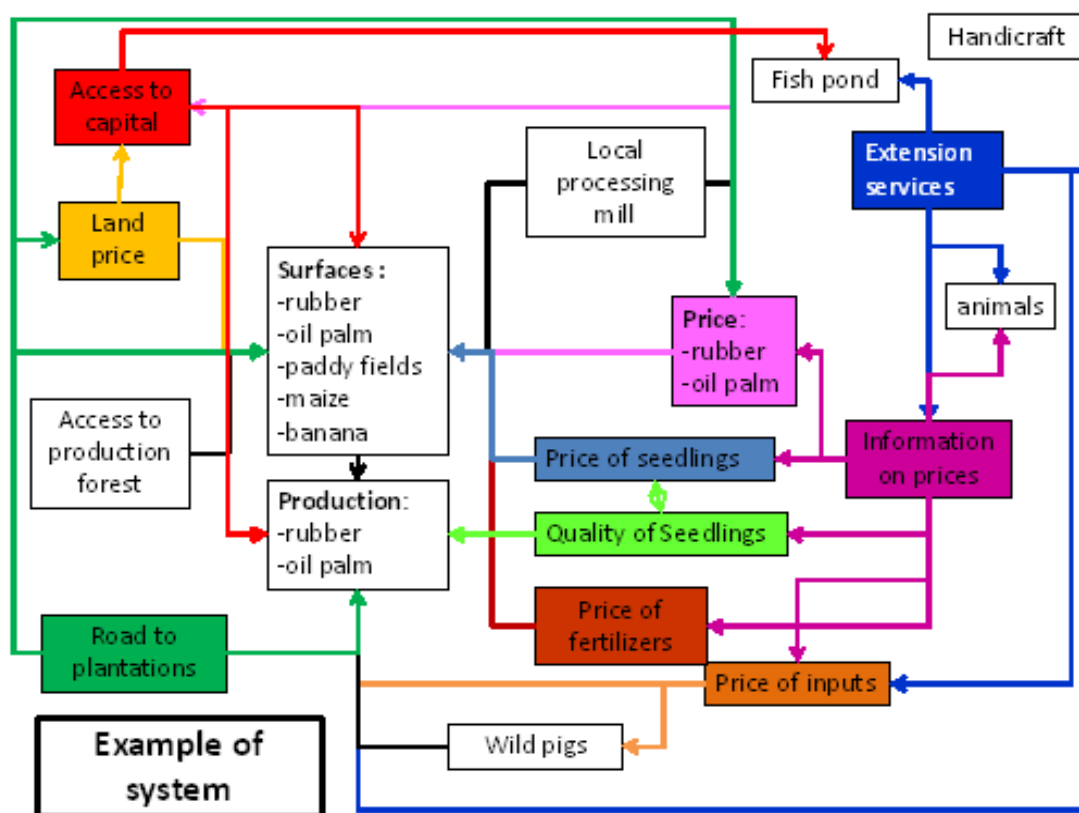 Handicraft
Access to
capital
Fish pond
Local
processing
mill
Extension
services
Land
price
Surfaces :
-rubber
-oil palm
-paddy fields
-maize
-banana
animals
Price:
-rubber
-oil palm
Access to
production
forest
Price of seedlings
Information
on prices
Production:
-rubber
-oil palm
Quality of Seedlings
Road to
plantations
Price of
fertilizers
Price of inputs
Wild pigs
Example of
system